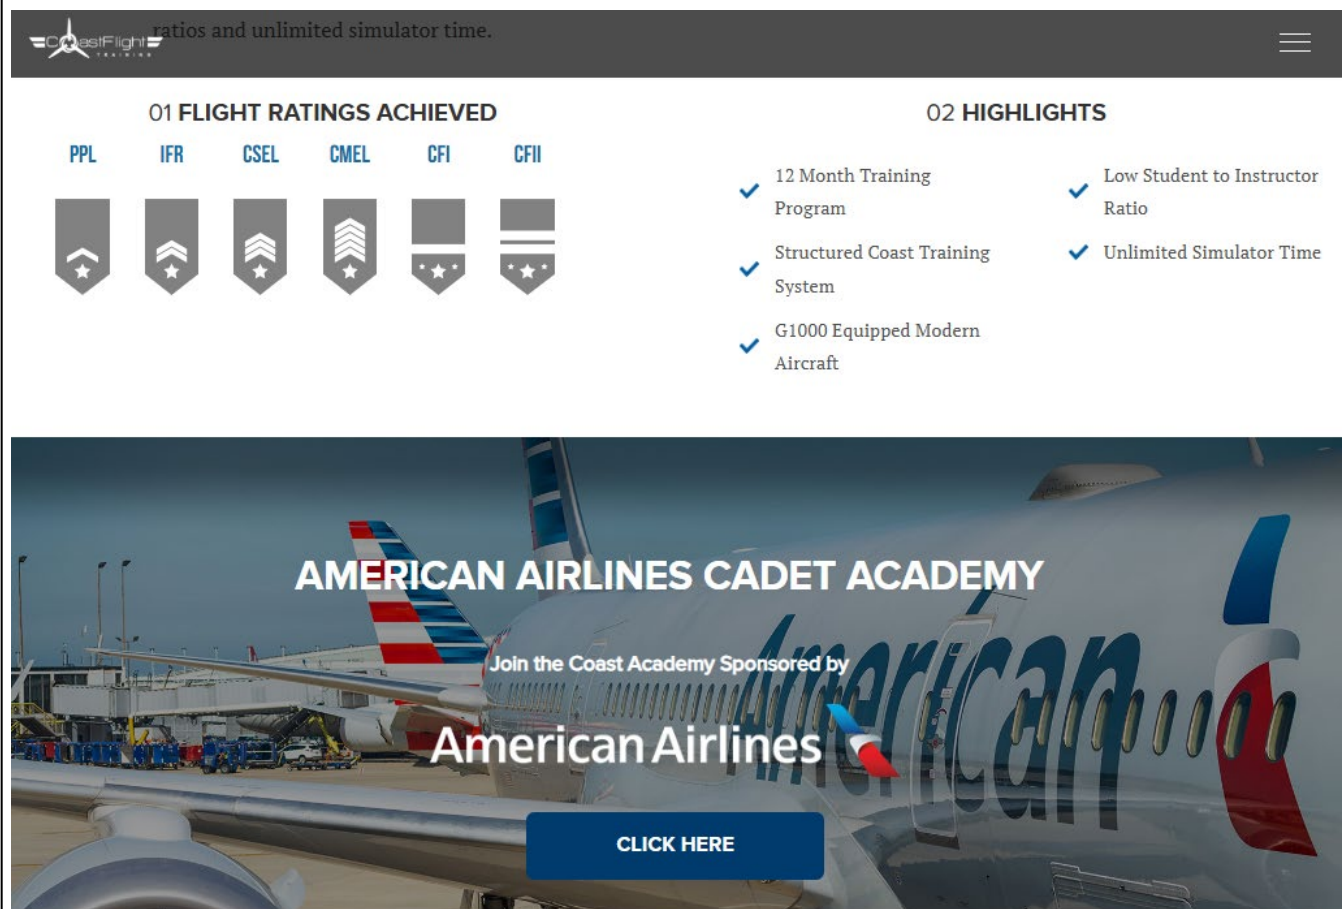 ratios and unlimited simulator time.
CoastFlight
TRAINING
01 FLIGHT RATINGS ACHIEVED
PPL IFR CSEL CMEL CFI CFII
02 HIGHLIGHTS
12 Month Training
Program
Structured Coast Training
System
G1000 Equipped Modern
Aircraft
Low Student to Instructor
Ratio
Unlimited Simulator Time
AMERICAN AIRLINES CADET ACADEMY
Join the Coast Academy Sponsored by
American Airlines
American
CLICK HERE